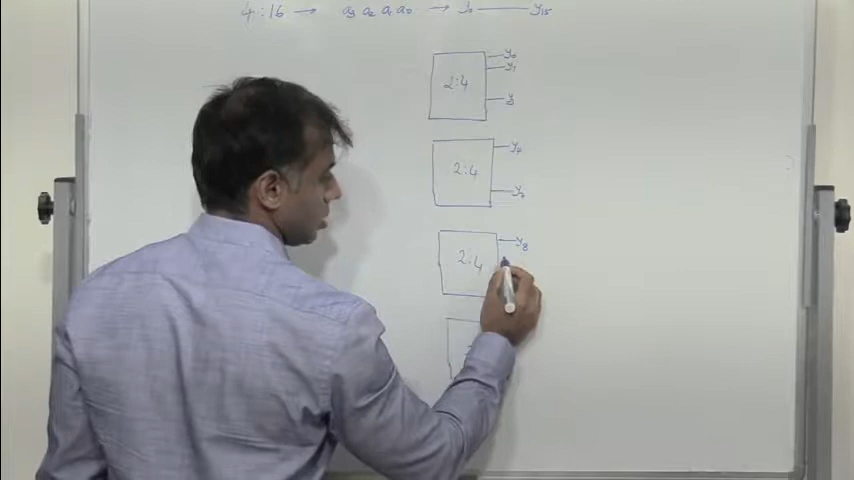 4:16 → a₃ a₂ a₁ a₀ → y₀ —— y₁₅
y₀
y₁
2:4
y₃
y₄
2:4
y₇
y₈
2:4